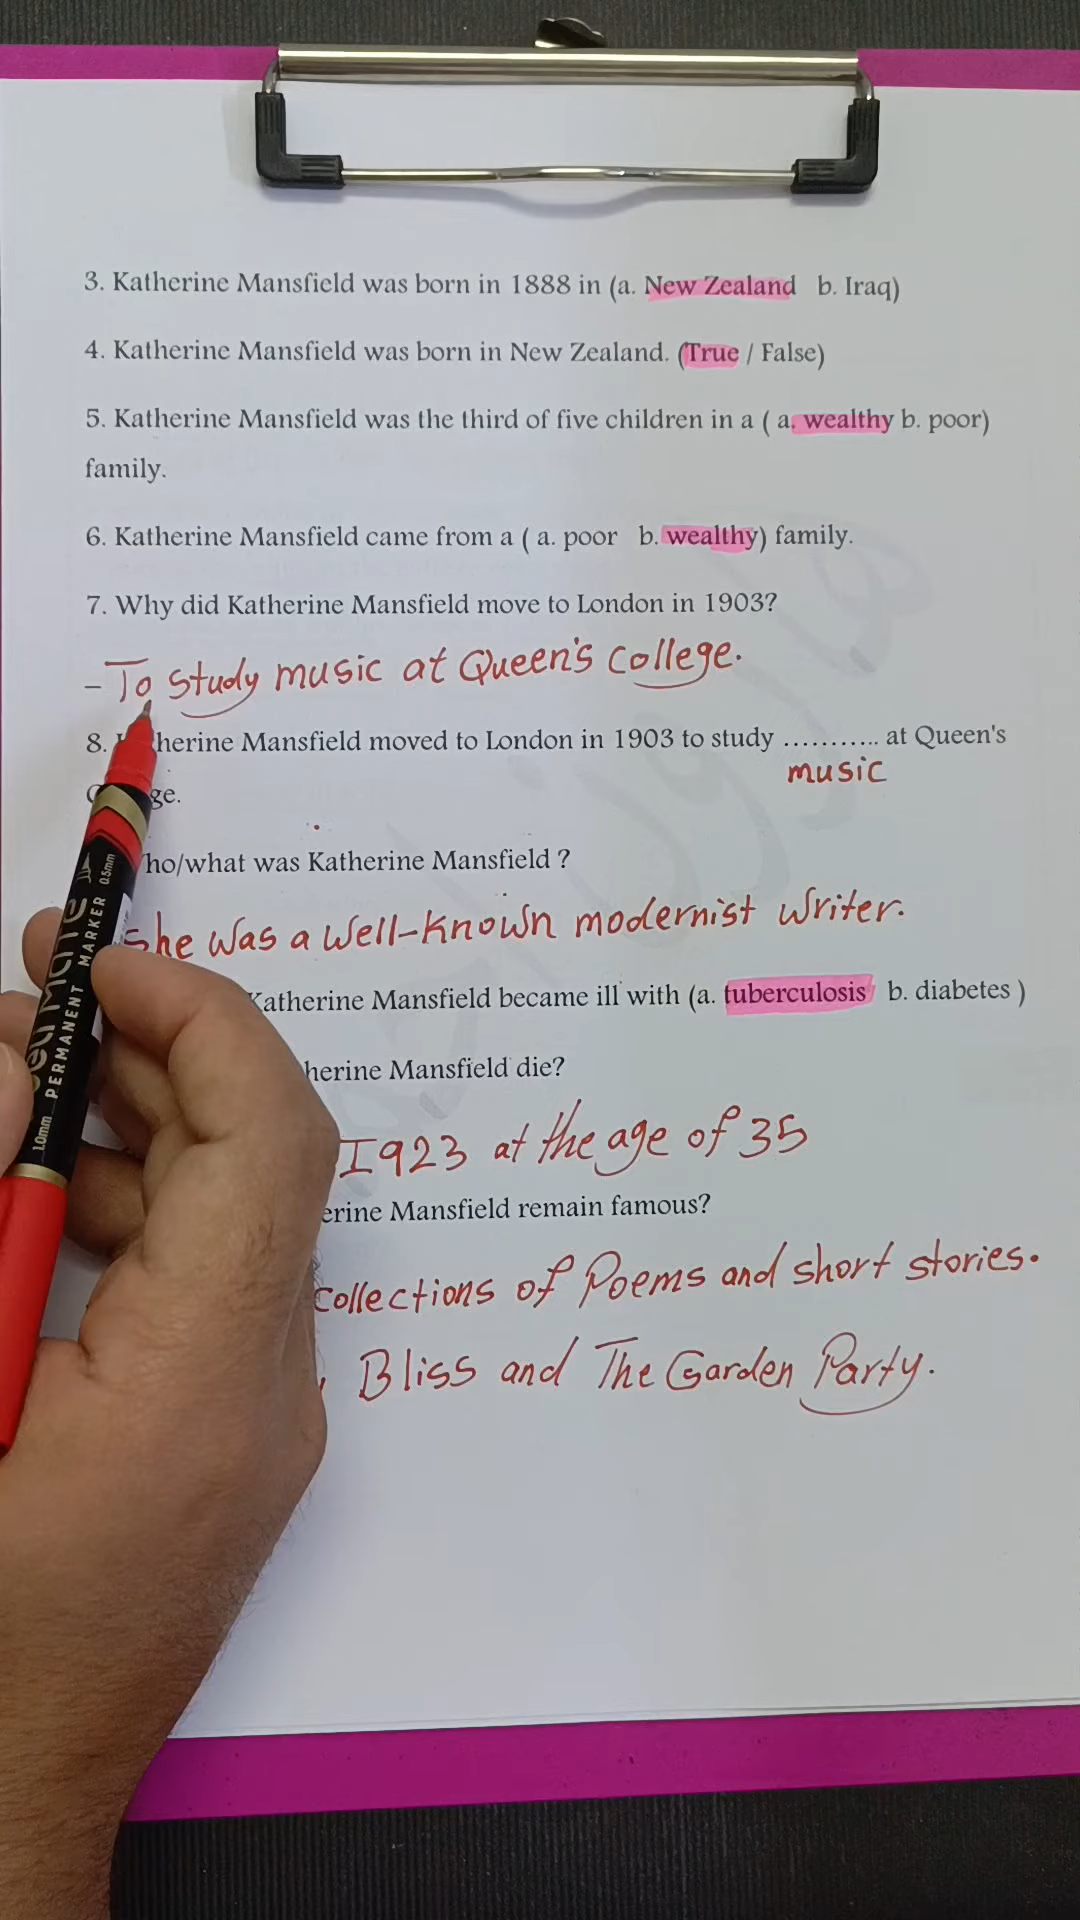 3. Katherine Mansfield was born in 1888 in (a. New Zealand b. Iraq)
4. Katherine Mansfield was born in New Zealand. (True / False)
5. Katherine Mansfield was the third of five children in a ( a. wealthy b. poor)
family.
6. Katherine Mansfield came from a ( a. poor b. wealthy) family.
7. Why did Katherine Mansfield move to London in 1903?
– To study music at Queen's college.
8. herine Mansfield moved to London in 1903 to study ........... at Queen's
music
ge.
ho/what was Katherine Mansfield ?
she was a well-known modernist writer.
Katherine Mansfield became ill with (a. tuberculosis b. diabetes )
herine Mansfield die?
1923 at the age of 35
erine Mansfield remain famous?
collections of Poems and short stories.
, Bliss and The Garden Party.
PERMANENT MARKER
1.0mm
0.5mm